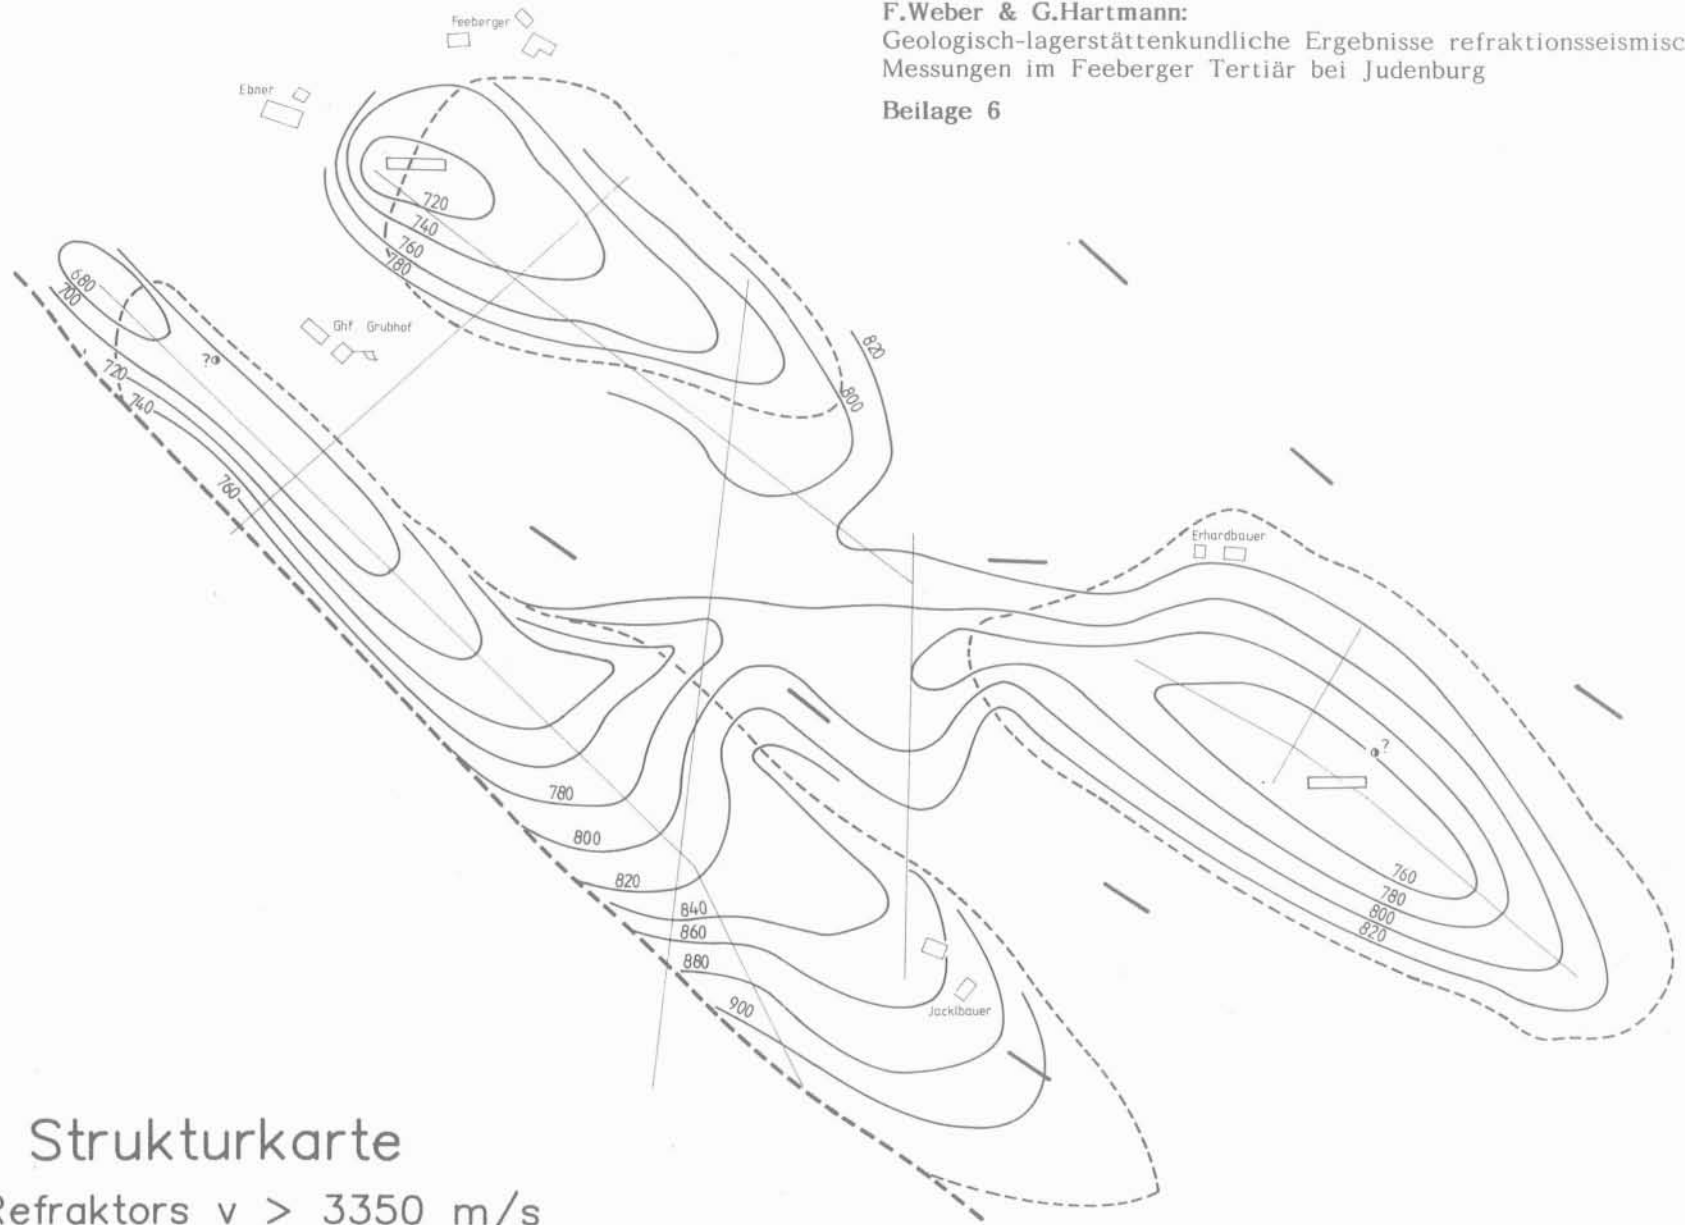 F.Weber & G.Hartmann:
Geologisch-lagerstättenkundliche Ergebnisse refraktionsseismisc
Messungen im Feeberger Tertiär bei Judenburg
Beilage 6
Feeberger
Ebner
720
740
760
780
680
700
Ghf Grubhof
?
720
740
760
820
800
Erhardbauer
?
780
800
820
840
860
880
900
760
780
800
820
Jacklbauer
Strukturkarte
Refraktors v > 3350 m/s